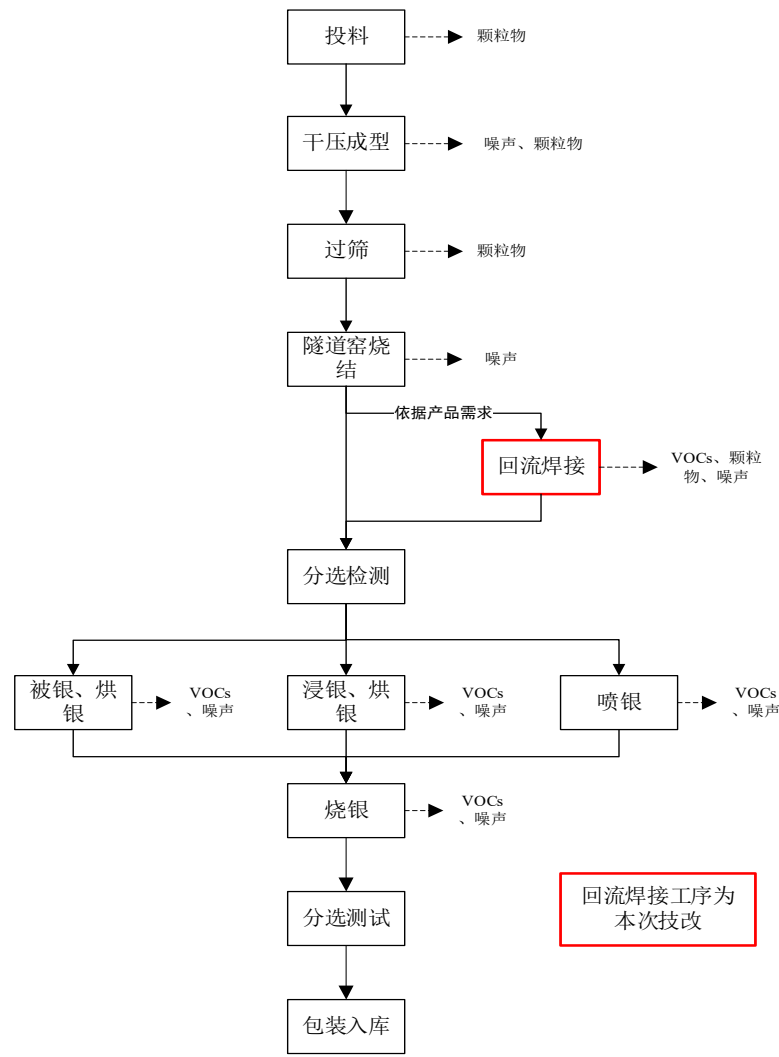 投料
颗粒物
干压成型
噪声、颗粒物
过筛
颗粒物
隧道窑烧
结
噪声
依据产品需求
回流焊接
VOCs、颗粒
物、噪声
分选检测
被银、烘
银
VOCs
、噪声
浸银、烘
银
VOCs
、噪声
喷银
VOCs
、噪声
烧银
VOCs
、噪声
分选测试
回流焊接工序为
本次技改
包装入库